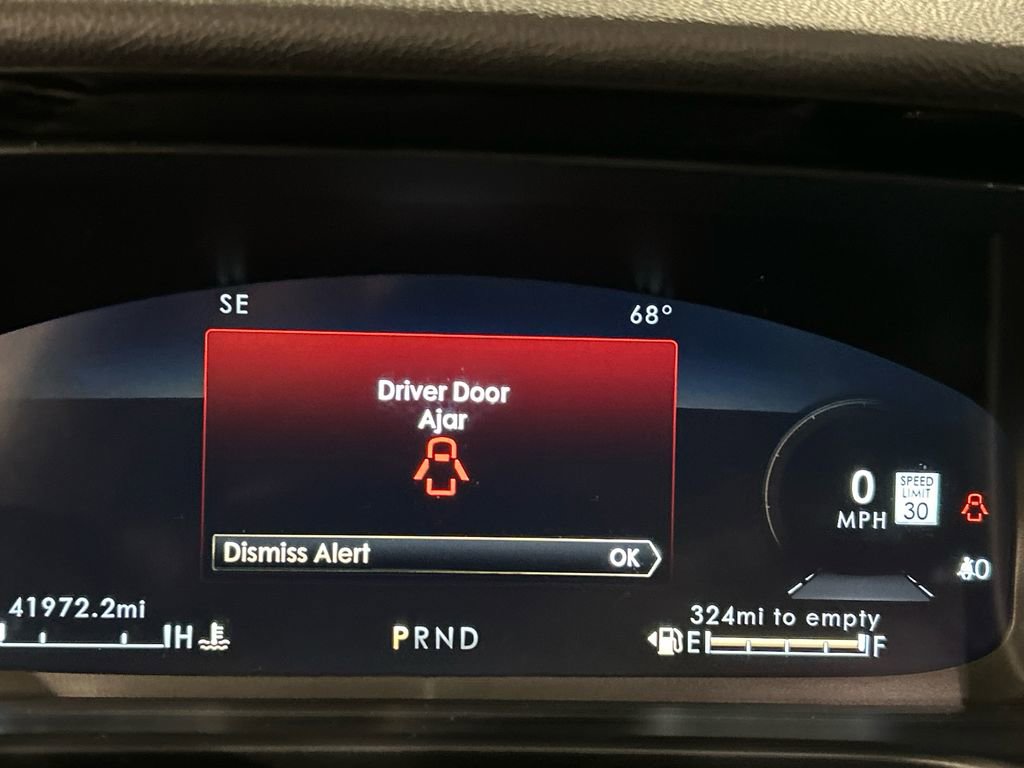 SE
68°
Driver Door
Ajar
Dismiss Alert
OK
0
MPH
SPEED
LIMIT
30
41972.2mi
H
PRND
324mi to empty
E
F